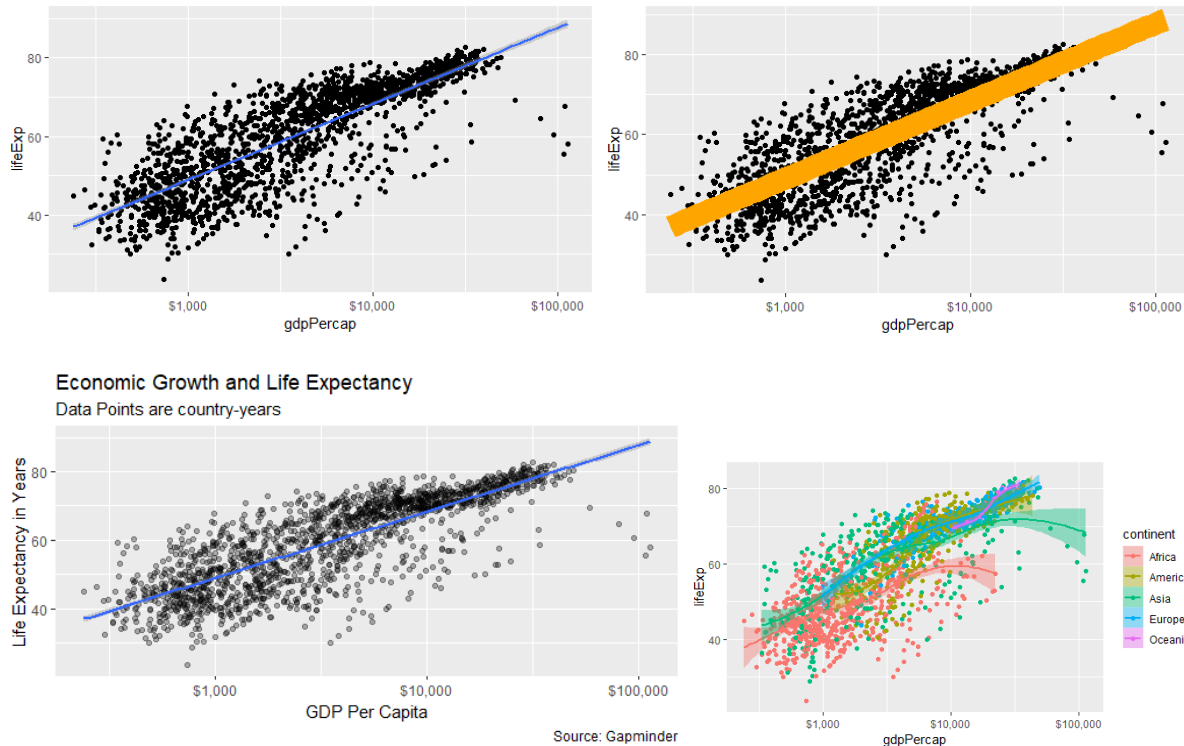 80
60
40
lifeExp
$1,000
$10,000
$100,000
gdpPercap
80
60
40
lifeExp
$1,000
$10,000
$100,000
gdpPercap
Economic Growth and Life Expectancy
Data Points are country-years
80
60
40
Life Expectancy in Years
$1,000
$10,000
$100,000
GDP Per Capita
Source: Gapminder
80
60
40
lifeExp
$1,000
$10,000
$100,000
gdpPercap
continent
Africa
Americ
Asia
Europe
Oceani